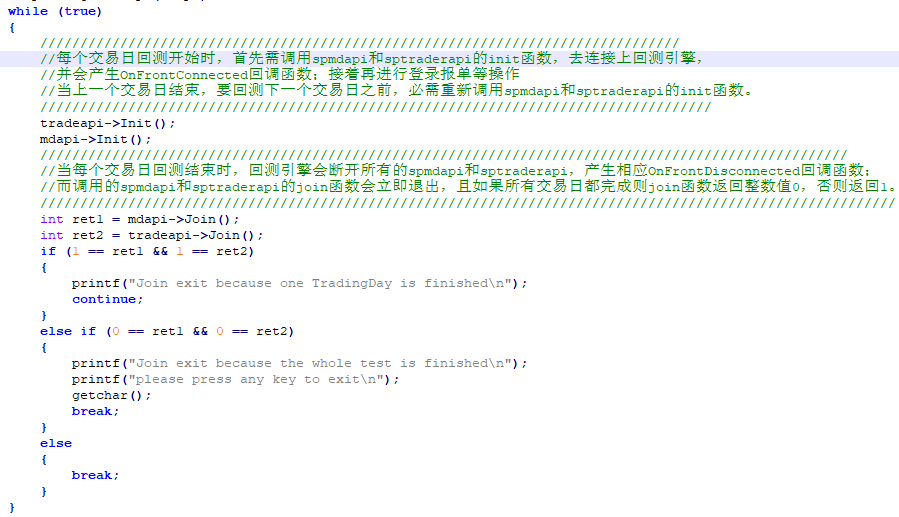 while (true)
{
////////////////////////////////////////////////////////////////////////////////
//每个交易日回测开始时，首先需调用spmdapi和sptraderapi的init函数，去连接上回测引擎，
//并会产生OnFrontConnected回调函数；接着再进行登录报单等操作
//当上一个交易日结束，要回测下一个交易日之前，必需重新调用spmdapi和sptraderapi的init函数。
////////////////////////////////////////////////////////////////////////////////////
tradeapi->Init();
mdapi->Init();
/////////////////////////////////////////////////////////////////////////////////////////////////////
//当每个交易日回测结束时，回测引擎会断开所有的spmdapi和sptraderapi，产生相应OnFrontDisconnected回调函数；
//而调用的spmdapi和sptraderapi的join函数会立即退出，且如果所有交易日都完成则join函数返回整数值0，否则返回1。
///////////////////////////////////////////////////////////////////////////////////////////////////////////
int ret1 = mdapi->Join();
int ret2 = tradeapi->Join();
if (1 == ret1 && 1 == ret2)
{
printf("Join exit because one TradingDay is finished\n");
continue;
}
else if (0 == ret1 && 0 == ret2)
{
printf("Join exit because the whole test is finished\n");
printf("please press any key to exit\n");
getchar();
break;
}
else
{
break;
}
}